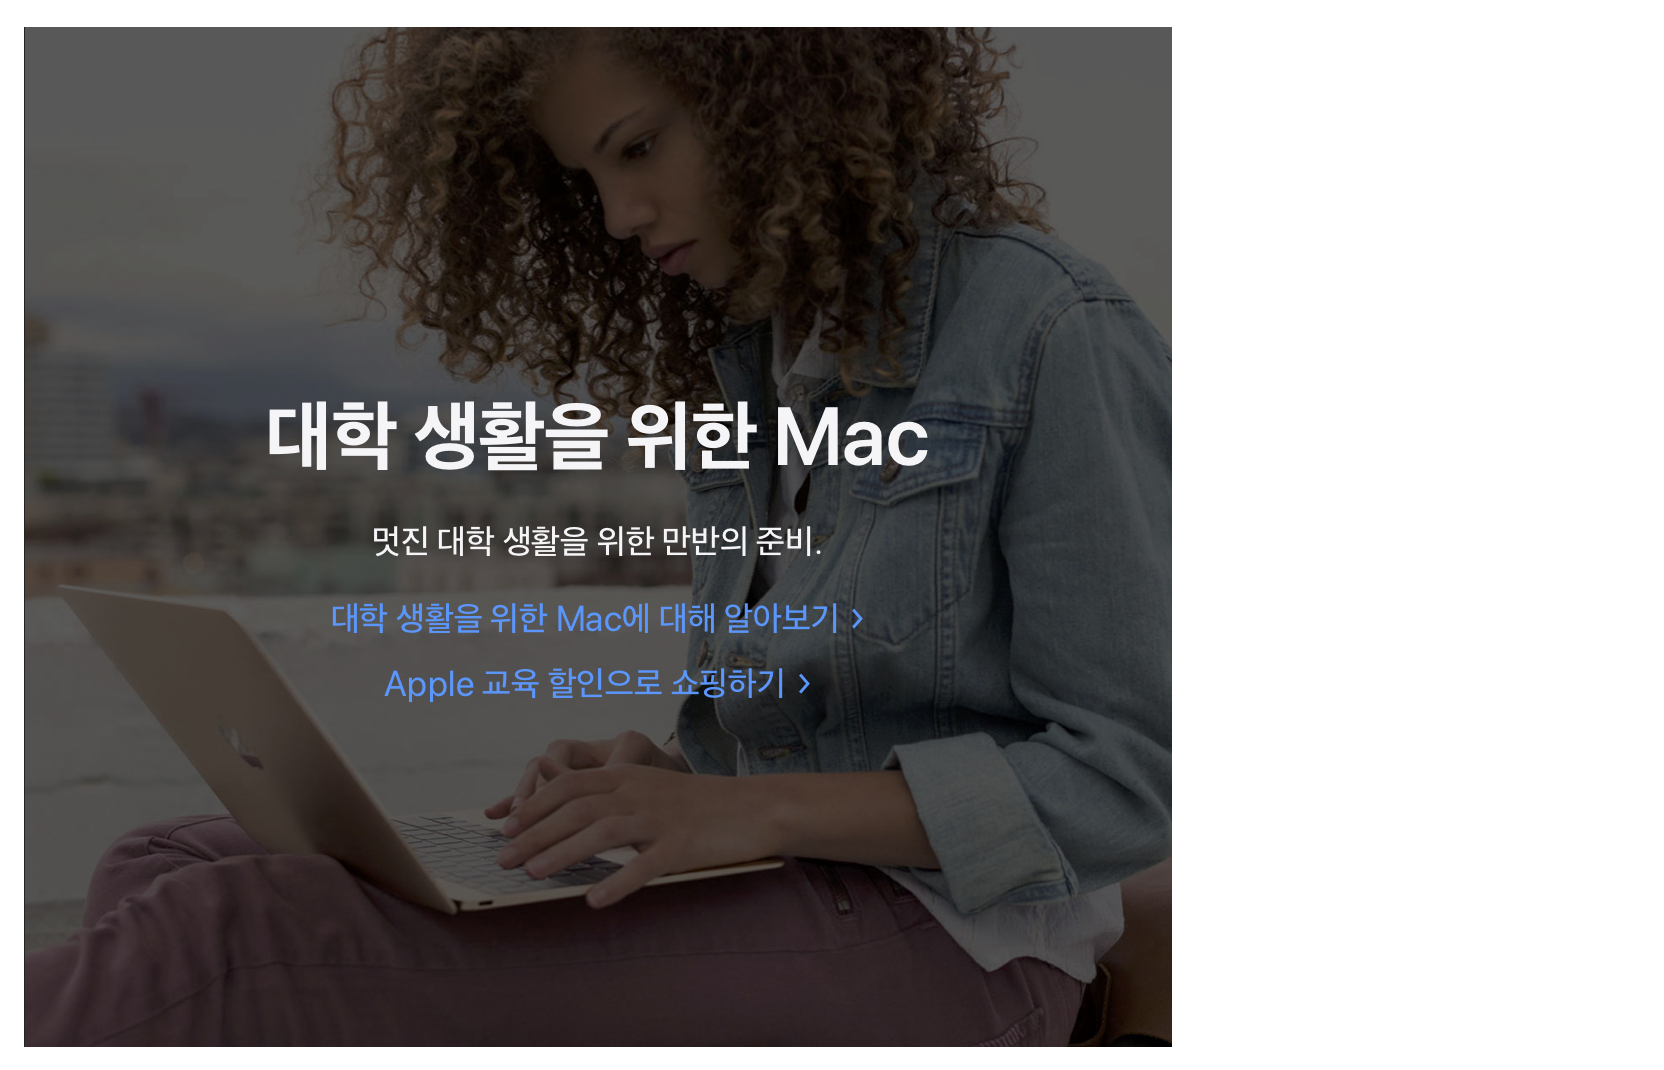 대학 생활을 위한 Mac
멋진 대학 생활을 위한 만반의 준비.
대학 생활을 위한 Mac에 대해 알아보기 >
Apple 교육 할인으로 쇼핑하기 >